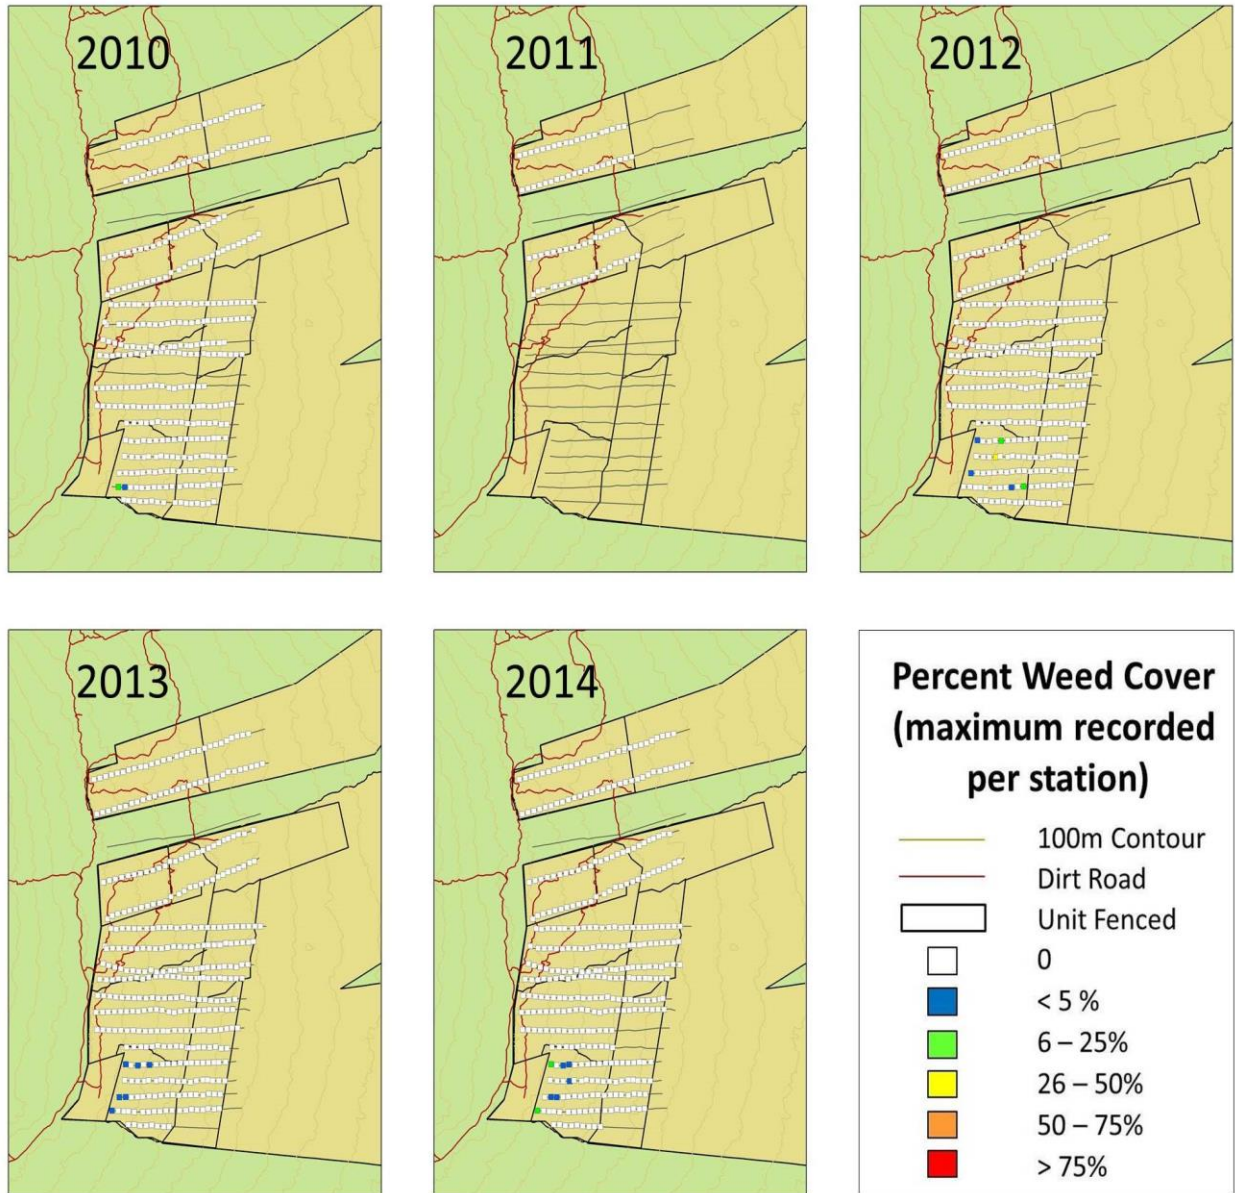 2010
2011
2012
2013
2014
Percent Weed Cover
(maximum recorded
per station)
100m Contour
Dirt Road
Unit Fenced
0
< 5 %
6 – 25%
26 – 50%
50 – 75%
> 75%